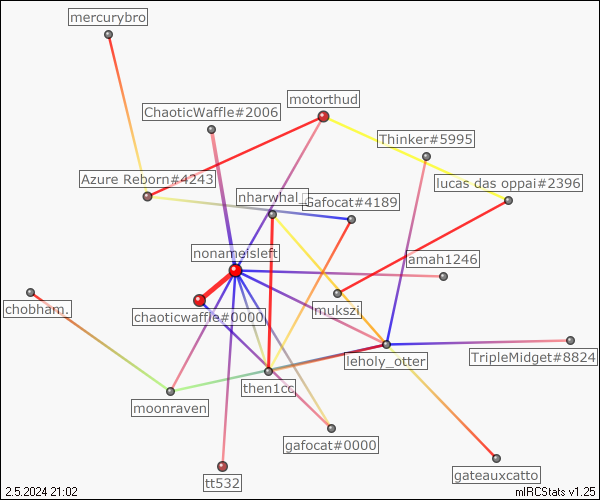 mercurybro
ChaoticWaffle#2006
motorthud
Thinker#5995
Azure Reborn#4243
lucas das oppai#2396
nharwhal_
Gafocat#4189
nonameisleft
amah1246
chobham.
chaoticwaffle#0000
mukszi
leholy_otter
TripleMidget#8824
then1cc
moonraven
gafocat#0000
tt532
gateauxcatto
2.5.2024 21:02
mIRCStats v1.25